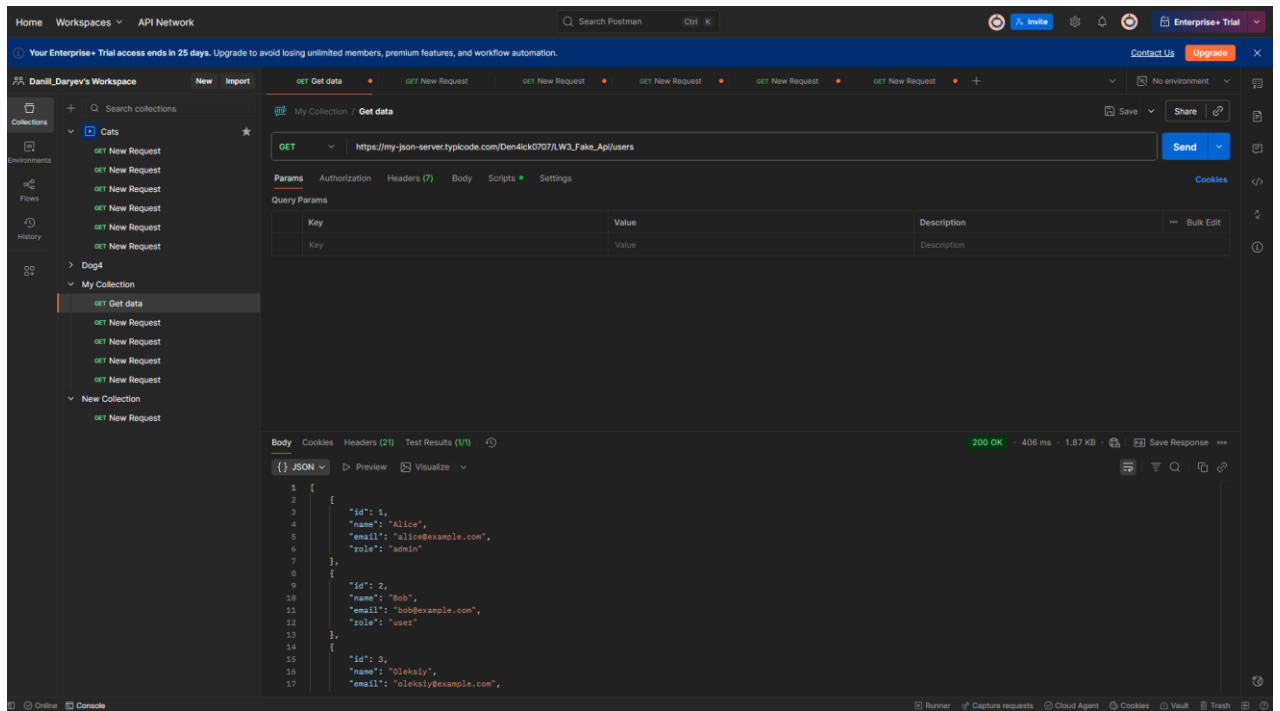 Home Workspaces API Network Search Postman Ctrl K Invite Enterprise+ Trial
Your Enterprise+ Trial access ends in 25 days. Upgrade to avoid losing unlimited members, premium features, and workflow automation. Contact Us Upgrade
Daniil_Daryev's Workspace New Import GET Get data GET New Request GET New Request GET New Request GET New Request GET New Request No environment
Collections
Environments
Flows
History
Search collections
Cats
GET New Request
GET New Request
GET New Request
GET New Request
GET New Request
GET New Request
Dog4
My Collection
GET Get data
GET New Request
GET New Request
GET New Request
GET New Request
New Collection
GET New Request
My Collection / Get data Save Share
GET https://my-json-server.typicode.com/Den4ick0707/LW3_Fake_Api/users Send
Params Authorization Headers (7) Body Scripts Settings Cookies
Query Params
Key Value Description Bulk Edit
Key Value Description
Body Cookies Headers (21) Test Results (1/1) 200 OK 406 ms 1.87 KB Save Response
{} JSON Preview Visualize
1 [
2 {
3 "id": 1,
4 "name": "Alice",
5 "email": "alice@example.com",
6 "role": "admin"
7 },
8 {
9 "id": 2,
10 "name": "Bob",
11 "email": "bob@example.com",
12 "role": "user"
13 },
14 {
15 "id": 3,
16 "name": "Oleksiy",
17 "email": "oleksiy@example.com",
Online Console Runner Capture requests Cloud Agent Cookies Vault Trash